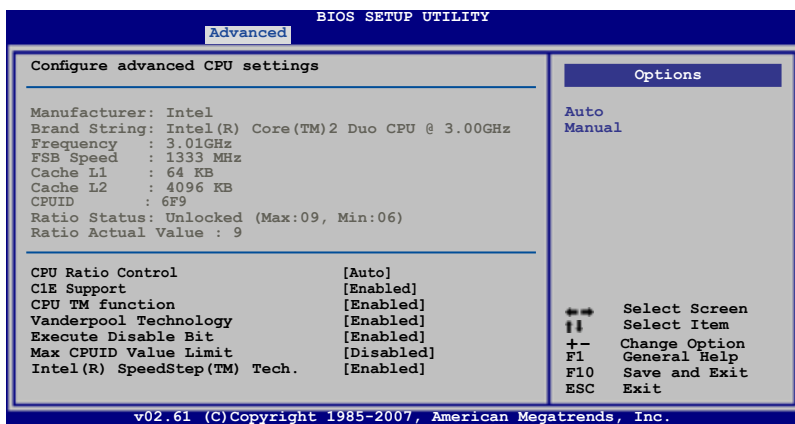 BIOS SETUP UTILITY
Advanced
Configure advanced CPU settings
Manufacturer: Intel
Brand String: Intel(R) Core(TM)2 Duo CPU @ 3.00GHz
Frequency : 3.01GHz
FSB Speed : 1333 MHz
Cache L1 : 64 KB
Cache L2 : 4096 KB
CPUID : 6F9
Ratio Status: Unlocked (Max:09, Min:06)
Ratio Actual Value : 9
CPU Ratio Control [Auto]
C1E Support [Enabled]
CPU TM function [Enabled]
Vanderpool Technology [Enabled]
Execute Disable Bit [Enabled]
Max CPUID Value Limit [Disabled]
Intel(R) SpeedStep(TM) Tech. [Enabled]
Options
Auto
Manual
←→ Select Screen
↑↓ Select Item
+- Change Option
F1 General Help
F10 Save and Exit
ESC Exit
v02.61 (C)Copyright 1985-2007, American Megatrends, Inc.